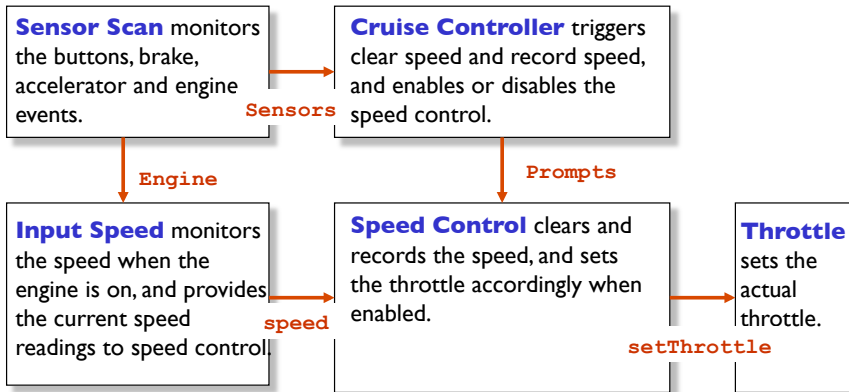 Sensor Scan monitors
the buttons, brake,
accelerator and engine
events.
Sensors
Cruise Controller triggers
clear speed and record speed,
and enables or disables the
speed control.
Engine
Prompts
Input Speed monitors
the speed when the
engine is on, and provides
the current speed
readings to speed control.
speed
Speed Control clears and
records the speed, and sets
the throttle accordingly when
enabled.
setThrottle
Throttle
sets the
actual
throttle.